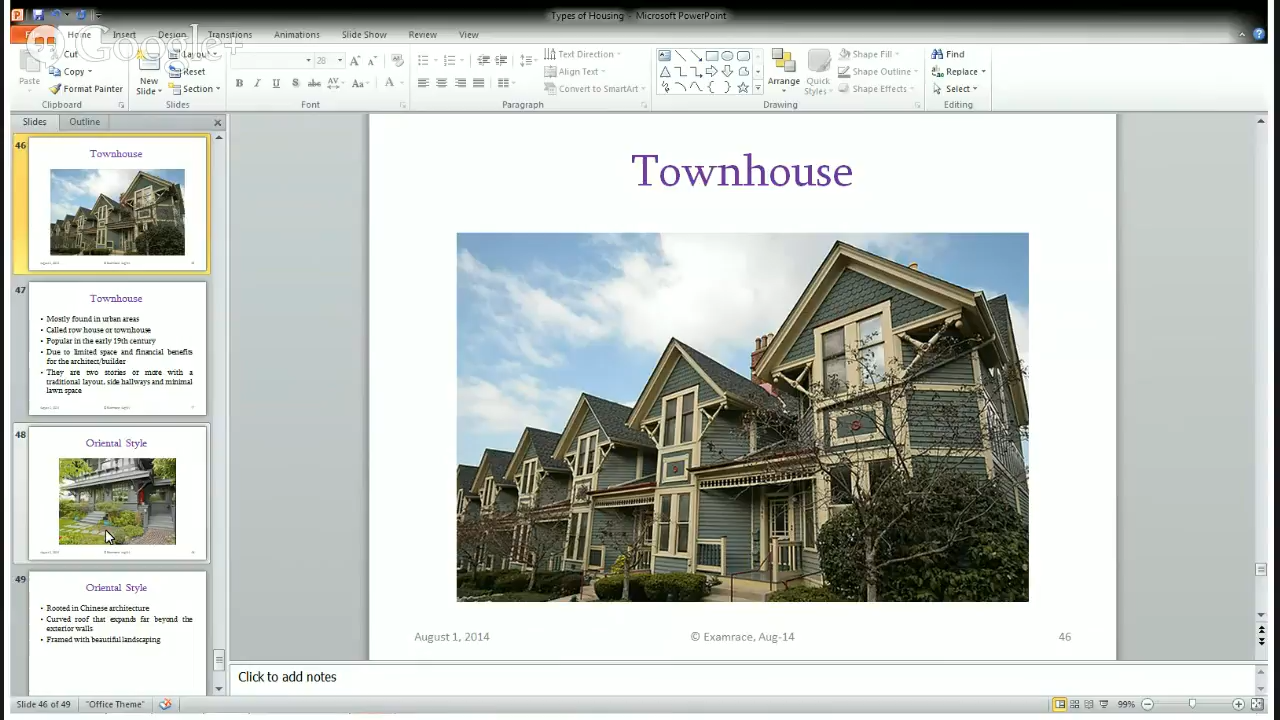 Types of Housing - Microsoft PowerPoint
Home Insert Design Transitions Animations Slide Show Review View
Google+
Cut
Copy
Format Painter
Paste
Clipboard
New Slide
Layout
Reset
Section
Slides
28
Font
Text Direction
Align Text
Convert to SmartArt
Paragraph
Arrange
Quick Styles
Shape Fill
Shape Outline
Shape Effects
Drawing
Find
Replace
Select
Editing
Slides Outline
46
Townhouse
47
Townhouse
• Mostly found in urban areas
• Called row house or townhouse
• Popular in the early 19th century
• Due to limited space and financial benefits
for the architect/builder
• They are two stories or more with a
traditional layout, side hallways and minimal
lawn space
48
Oriental Style
49
Oriental Style
• Rooted in Chinese architecture
• Curved roof that expands far beyond the
exterior walls
• Framed with beautiful landscaping
Townhouse
August 1, 2014 © Examrace, Aug-14 46
Click to add notes
Slide 46 of 49 "Office Theme" 99%